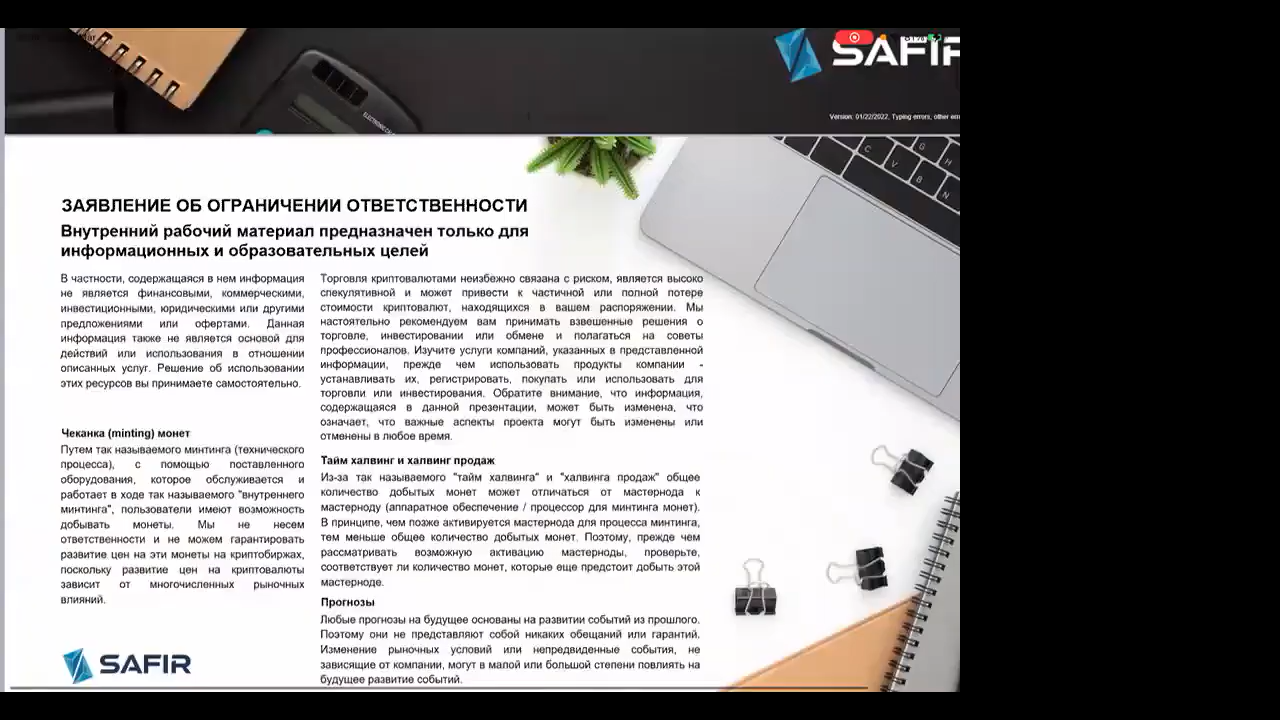 SAFIR
81%
Version: 01/22/2022, Typing errors, other
ELECTRONIC
C
V
B
G
H
N
ЗАЯВЛЕНИЕ ОБ ОГРАНИЧЕНИИ ОТВЕТСТВЕННОСТИ
Внутренний рабочий материал предназначен только для
информационных и образовательных целей
В частности, содержащаяся в нем информация
не является финансовыми, коммерческими,
инвестиционными, юридическими или другими
предложениями или офертами. Данная
информация также не является основой для
действий или использования в отношении
описанных услуг. Решение об использовании
этих ресурсов вы принимаете самостоятельно.
Чеканка (minting) монет
Путем так называемого минтинга (технического
процесса), с помощью поставленного
оборудования, которое обслуживается и
работает в ходе так называемого "внутреннего
минтинга", пользователи имеют возможность
добывать монеты. Мы не несем
ответственности и не можем гарантировать
развитие цен на эти монеты на криптобиржах,
поскольку развитие цен на криптовалюты
зависит от многочисленных рыночных
влияний.
Торговля криптовалютами неизбежно связана с риском, является высоко
спекулятивной и может привести к частичной или полной потере
стоимости криптовалют, находящихся в вашем распоряжении. Мы
настоятельно рекомендуем вам принимать взвешенные решения о
торговле, инвестировании или обмене и полагаться на советы
профессионалов. Изучите услуги компаний, указанных в представленной
информации, прежде чем использовать продукты компании -
устанавливать их, регистрировать, покупать или использовать для
торговли или инвестирования. Обратите внимание, что информация,
содержащаяся в данной презентации, может быть изменена, что
означает, что важные аспекты проекта могут быть изменены или
отменены в любое время.
Тайм халвинг и халвинг продаж
Из-за так называемого "тайм халвинга" и "халвинга продаж" общее
количество добытых монет может отличаться от мастернода к
мастерноду (аппаратное обеспечение / процессор для минтинга монет).
В принципе, чем позже активируется мастернода для процесса минтинга,
тем меньше общее количество добытых монет. Поэтому, прежде чем
рассматривать возможную активацию мастерноды, проверьте,
соответствует ли количество монет, которые еще предстоит добыть этой
мастерноде.
Прогнозы
Любые прогнозы на будущее основаны на развитии событий из прошлого.
Поэтому они не представляют собой никаких обещаний или гарантий.
Изменение рыночных условий или непредвиденные события, не
зависящие от компании, могут в малой или большой степени повлиять на
будущее развитие событий.
SAFIR